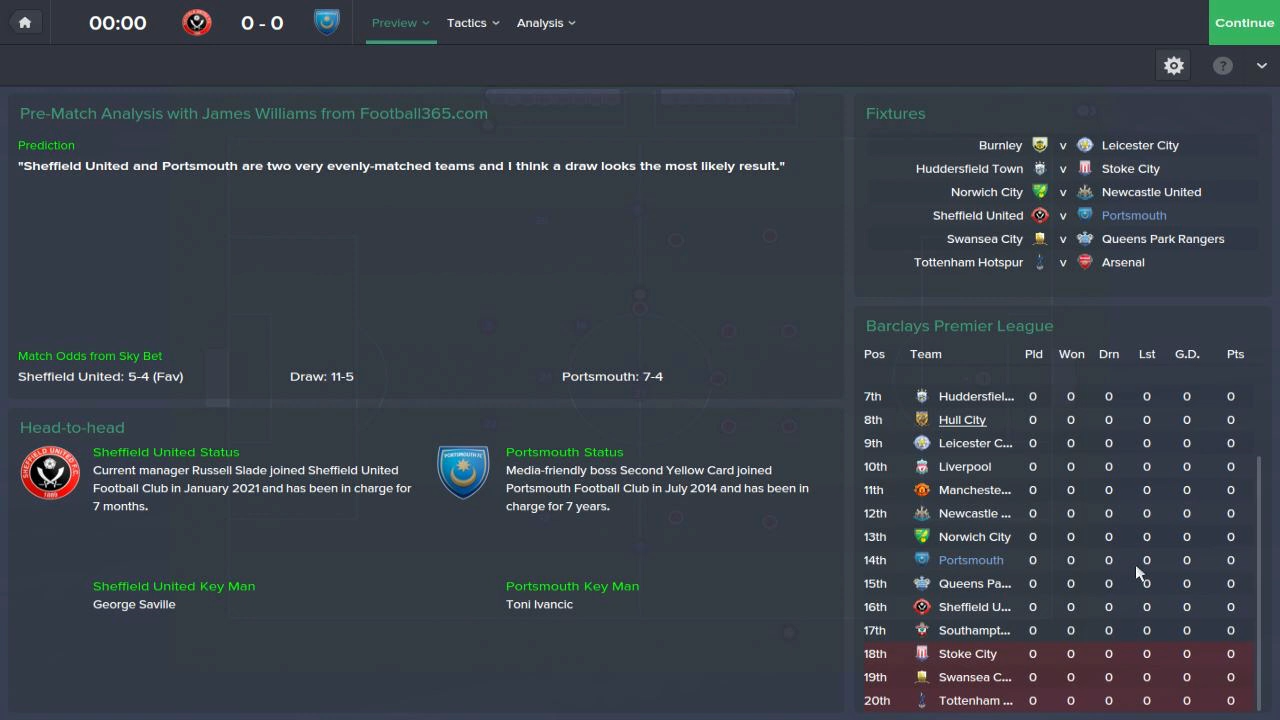 00:00
0 - 0
Preview
Tactics
Analysis
Continue
?
Pre-Match Analysis with James Williams from Football365.com
Prediction
"Sheffield United and Portsmouth are two very evenly-matched teams and I think a draw looks the most likely result."
Match Odds from Sky Bet
Sheffield United: 5-4 (Fav) Draw: 11-5 Portsmouth: 7-4
Head-to-head
Sheffield United Status
Current manager Russell Slade joined Sheffield United
Football Club in January 2021 and has been in charge for
7 months.
Sheffield United Key Man
George Saville
Portsmouth Status
Media-friendly boss Second Yellow Card joined
Portsmouth Football Club in July 2014 and has been in
charge for 7 years.
Portsmouth Key Man
Toni Ivancic
Fixtures
Burnley v Leicester City
Huddersfield Town v Stoke City
Norwich City v Newcastle United
Sheffield United v Portsmouth
Swansea City v Queens Park Rangers
Tottenham Hotspur v Arsenal
Barclays Premier League
Pos Team Pld Won Drn Lst G.D. Pts
7th Huddersfiel... 0 0 0 0 0 0
8th Hull City 0 0 0 0 0 0
9th Leicester C... 0 0 0 0 0 0
10th Liverpool 0 0 0 0 0 0
11th Mancheste... 0 0 0 0 0 0
12th Newcastle ... 0 0 0 0 0 0
13th Norwich City 0 0 0 0 0 0
14th Portsmouth 0 0 0 0 0 0
15th Queens Pa... 0 0 0 0 0 0
16th Sheffield U... 0 0 0 0 0 0
17th Southampt... 0 0 0 0 0 0
18th Stoke City 0 0 0 0 0 0
19th Swansea C... 0 0 0 0 0 0
20th Tottenham ... 0 0 0 0 0 0